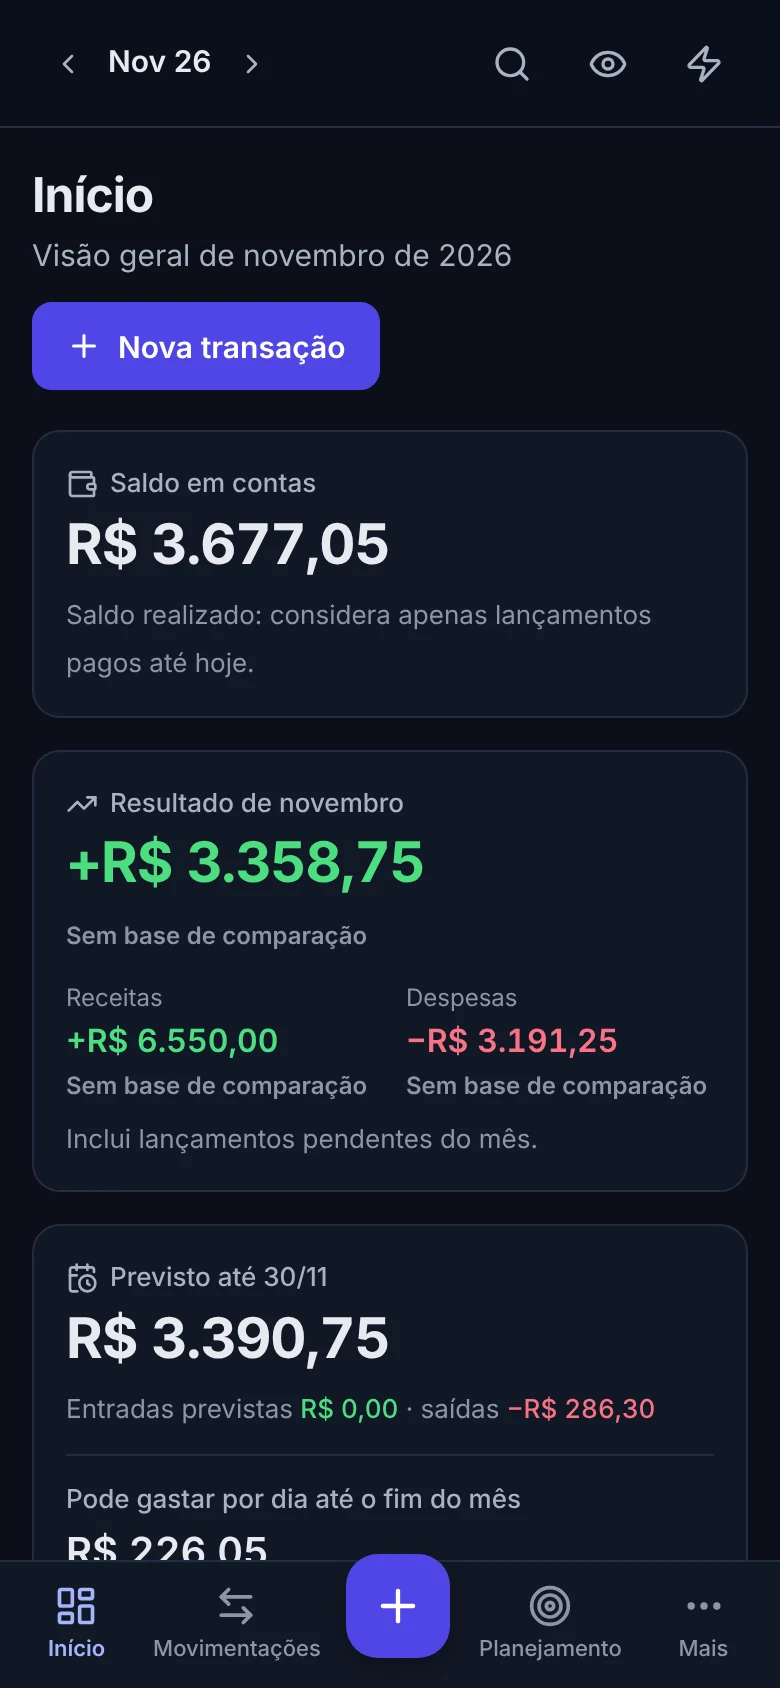 Nov 26
Início
Visão geral de novembro de 2026
Nova transação
Saldo em contas
R$ 3.677,05
Saldo realizado: considera apenas lançamentos
pagos até hoje.
Resultado de novembro
+R$ 3.358,75
Sem base de comparação
Receitas
+R$ 6.550,00
Sem base de comparação
Despesas
−R$ 3.191,25
Sem base de comparação
Inclui lançamentos pendentes do mês.
Previsto até 30/11
R$ 3.390,75
Entradas previstas R$ 0,00 · saídas −R$ 286,30
Pode gastar por dia até o fim do mês
R$ 226,05
Início
Movimentações
Planejamento
Mais